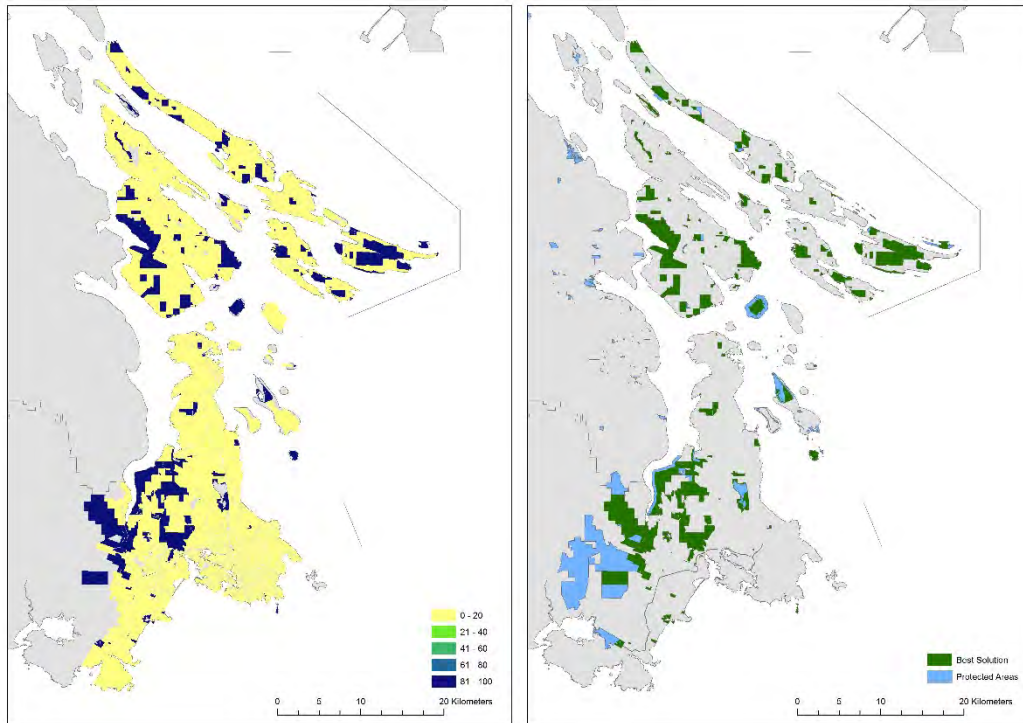 0 - 20
21 - 40
41 - 60
61 - 80
81 - 100
0 5 10 20 Kilometers
Best Solution
Protected Areas
0 5 10 20 Kilometers